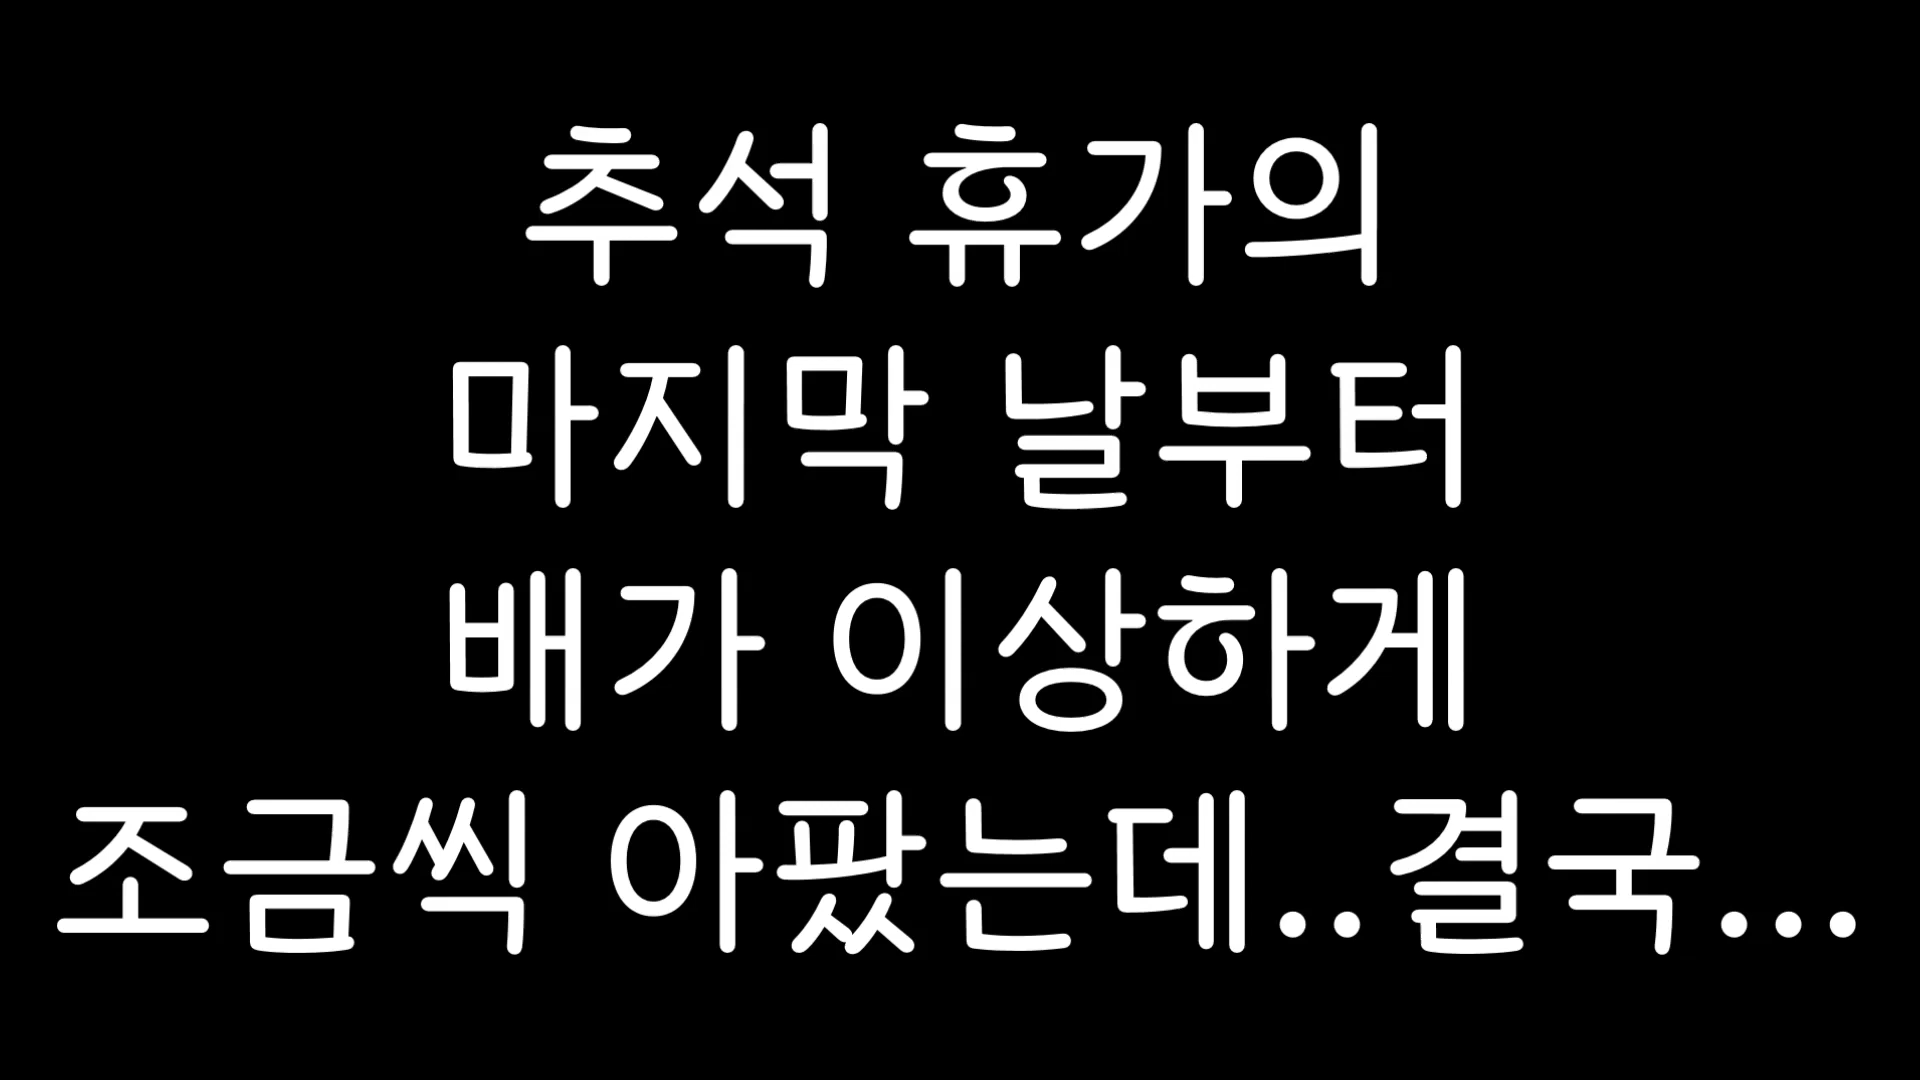 추석 휴가의
마지막 날부터
배가 이상하게
조금씩 아팠는데..결국...